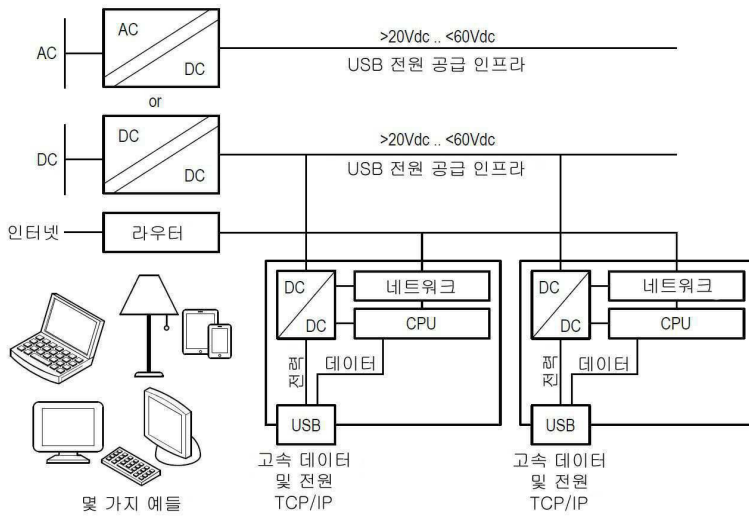 AC
AC
DC
>20Vdc .. <60Vdc
USB 전원 공급 인프라
or
DC
DC
DC
>20Vdc .. <60Vdc
USB 전원 공급 인프라
인터넷
라우터
DC
DC
네트워크
CPU
전력
데이터
USB
고속 데이터
및 전원
TCP/IP
DC
DC
네트워크
CPU
전력
데이터
USB
고속 데이터
및 전원
TCP/IP
몇 가지 예들